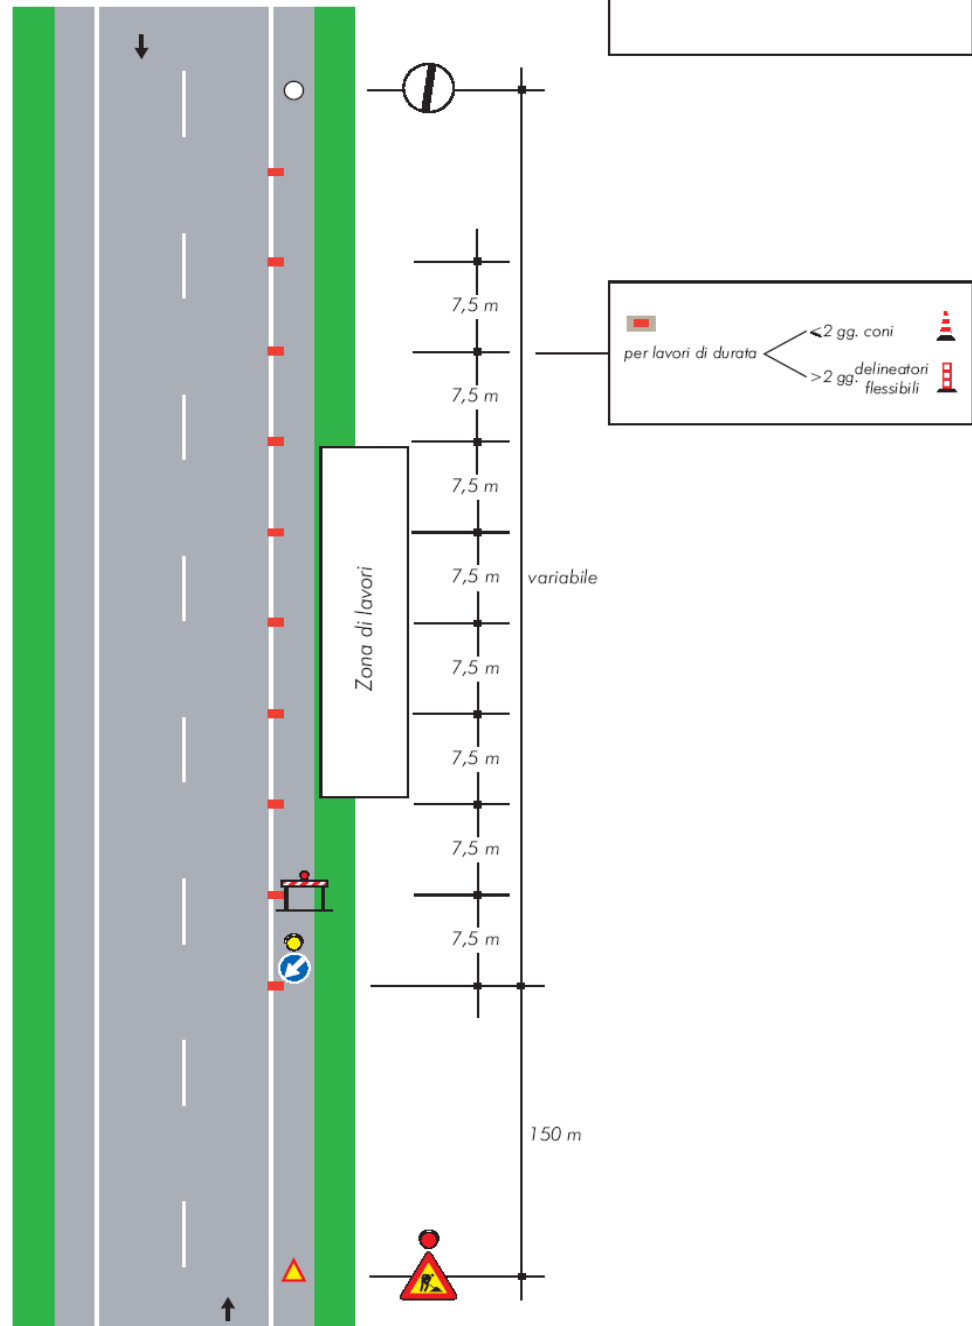 7,5 m
<2 gg. coni
per lavori di durata
>2 gg. delineatori
flessibili
7,5 m
7,5 m
7,5 m
variabile
Zona di lavori
7,5 m
7,5 m
7,5 m
7,5 m
150 m